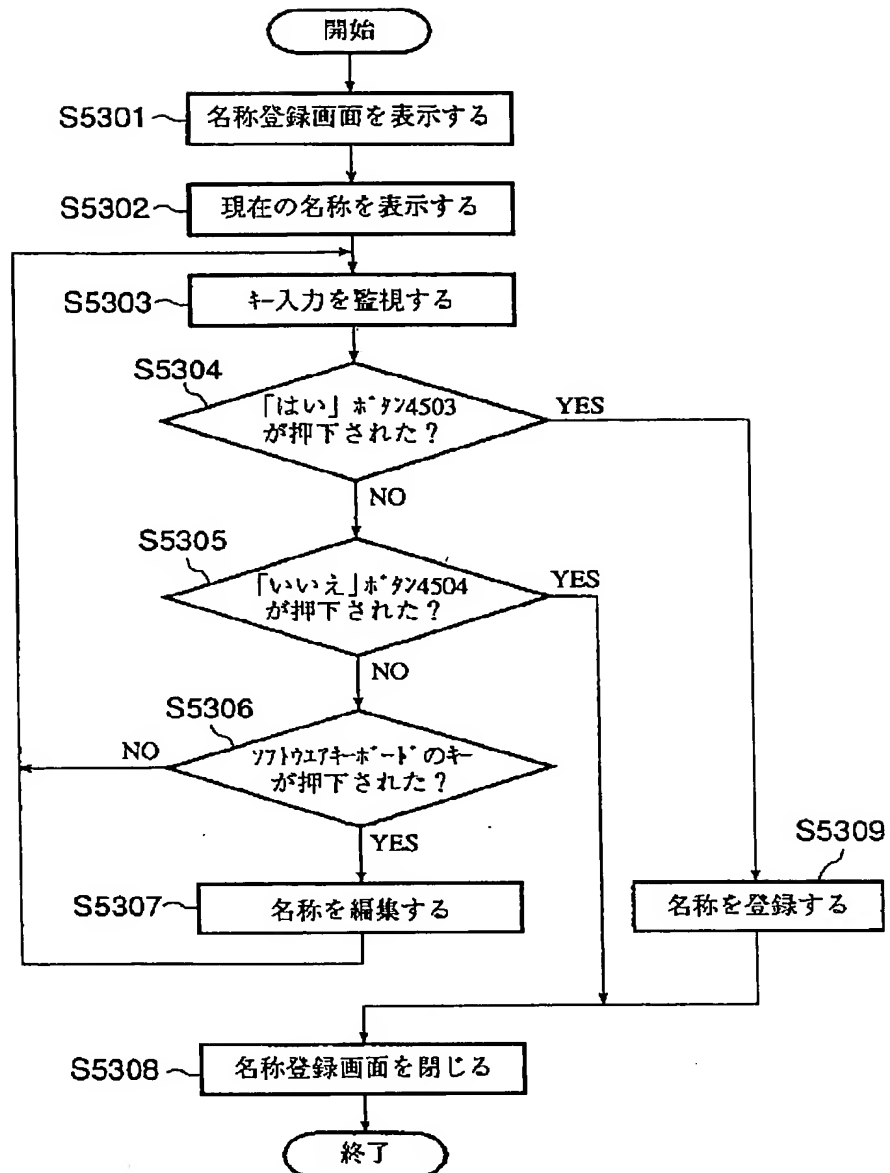 開始
S5301
名称登録画面を表示する
S5302
現在の名称を表示する
S5303
ｷｰ入力を監視する
S5304
「はい」ﾎﾞﾀﾝ4503
が押下された？
YES
NO
S5305
「いいえ」ﾎﾞﾀﾝ4504
が押下された？
YES
NO
S5306
ｿﾌﾄｳｴｱｷｰﾎﾞｰﾄﾞのキー
が押下された？
NO
YES
S5307
名称を編集する
S5309
名称を登録する
S5308
名称登録画面を閉じる
終了